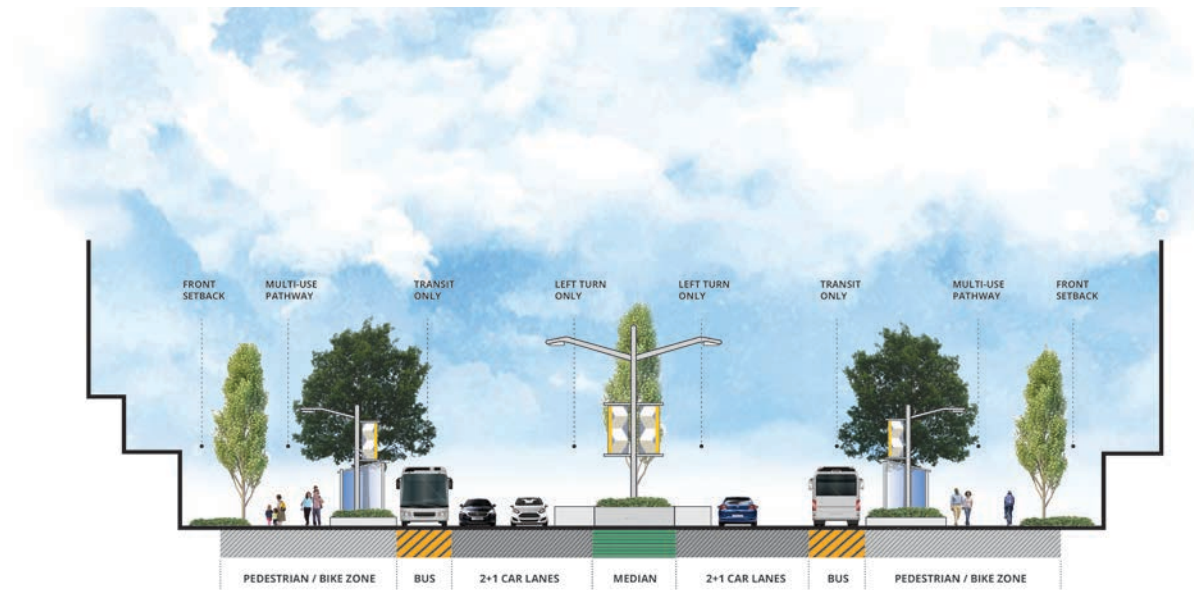 FRONT
SETBACK
MULTI-USE
PATHWAY
TRANSIT
ONLY
LEFT TURN
ONLY
LEFT TURN
ONLY
TRANSIT
ONLY
MULTI-USE
PATHWAY
FRONT
SETBACK
PEDESTRIAN / BIKE ZONE
BUS
2+1 CAR LANES
MEDIAN
2+1 CAR LANES
BUS
PEDESTRIAN / BIKE ZONE